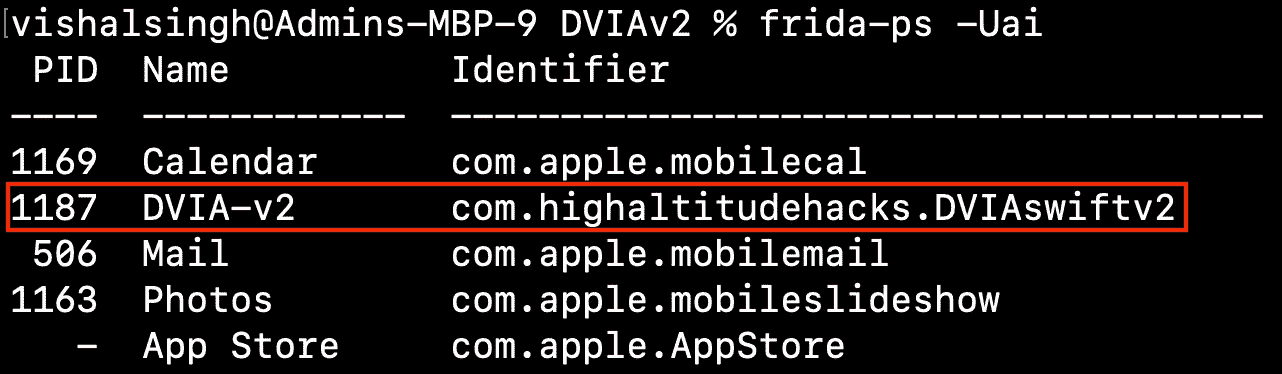 [vishalsingh@Admins-MBP-9 DVIAv2 % frida-ps -Uai
 PID  Name          Identifier
----  ------------  -------------------------------------
1169  Calendar      com.apple.mobilecal
1187  DVIA-v2       com.highaltitudehacks.DVIAswiftv2
 506  Mail          com.apple.mobilemail
1163  Photos        com.apple.mobileslideshow
   -  App Store     com.apple.AppStore